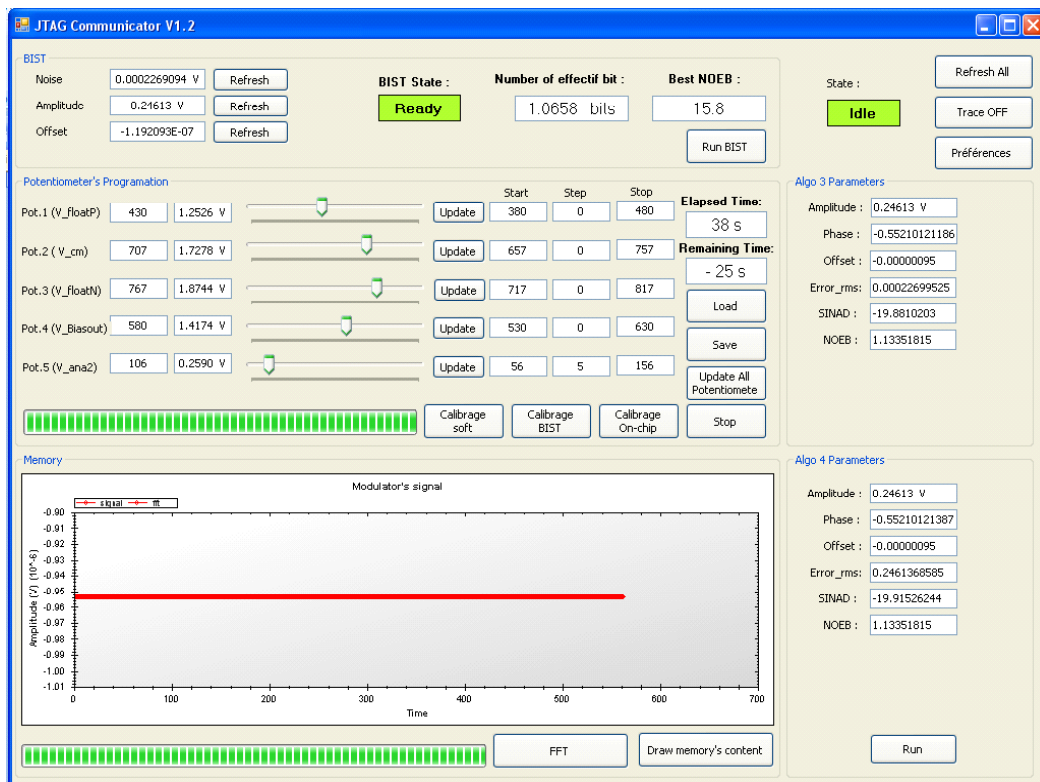 JTAG Communicator V1.2
BIST
Noise 0.0002269094 V Refresh
Amplitude 0.24613 V Refresh
Offset -1.192093E-07 Refresh
BIST State :
Ready
Number of effectif bit :
1.0658 bits
Best NOEB :
15.8
Run BIST
State :
Idle
Refresh All
Trace OFF
Préférences
Potentiometer's Programation
Start Step Stop
Pot.1 (V_floatP) 430 1.2526 V Update 380 0 480
Pot.2 ( V_cm) 707 1.7278 V Update 657 0 757
Pot.3 (V_floatN) 767 1.8744 V Update 717 0 817
Pot.4 (V_Biasout) 580 1.4174 V Update 530 0 630
Pot.5 (V_ana2) 106 0.2590 V Update 56 5 156
Elapsed Time:
38 s
Remaining Time:
- 25 s
Load
Save
Update All
Potentiomete
Stop
Calibrage
soft
Calibrage
BIST
Calibrage
On-chip
Algo 3 Parameters
Amplitude : 0.24613 V
Phase : -0.55210121186
Offset : -0.00000095
Error_rms: 0.00022699525
SINAD : -19.8810203
NOEB : 1.13351815
Memory
Modulator's signal
signal fft
Amplitude (V) (10^-6)
-0.90
-0.91
-0.92
-0.93
-0.94
-0.95
-0.96
-0.97
-0.98
-0.99
-1.00
-1.01
0 100 200 300 400 500 600 700
Time
FFT
Draw memory's content
Algo 4 Parameters
Amplitude : 0.24613 V
Phase : -0.55210121387
Offset : -0.00000095
Error_rms: 0.2461368585
SINAD : -19.91526244
NOEB : 1.13351815
Run